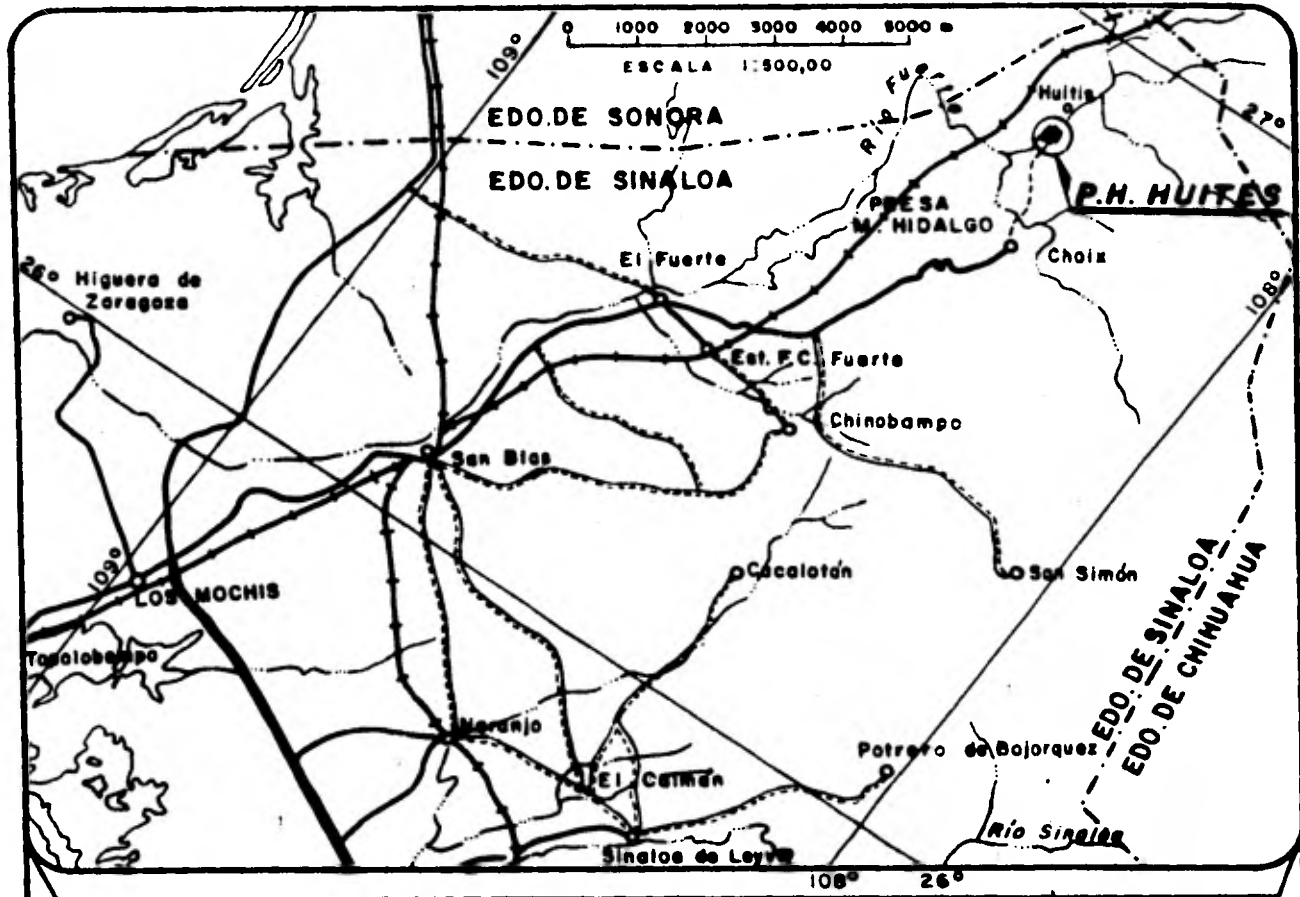 0 1000 2000 3000 4000 5000 m
ESCALA 1:500,00
109°
EDO. DE SONORA
EDO. DE SINALOA
Río Fuerte
Huitis
27°
P.H. HUITES
PRESA
M. HIDALGO
Choix
El Fuerte
26°
Higuera de
Zaragoza
108°
Est. F.C. Fuerte
Chinobampo
San Blas
109°
LOS MOCHIS
Cacalotán
San Simón
EDO. DE SINALOA
EDO. DE CHIHUAHUA
Topolobampo
Naranjo
Potrero de Bojorquez
El Caimán
Río Sinaloa
Sinaloa de Leyva
108° 26°